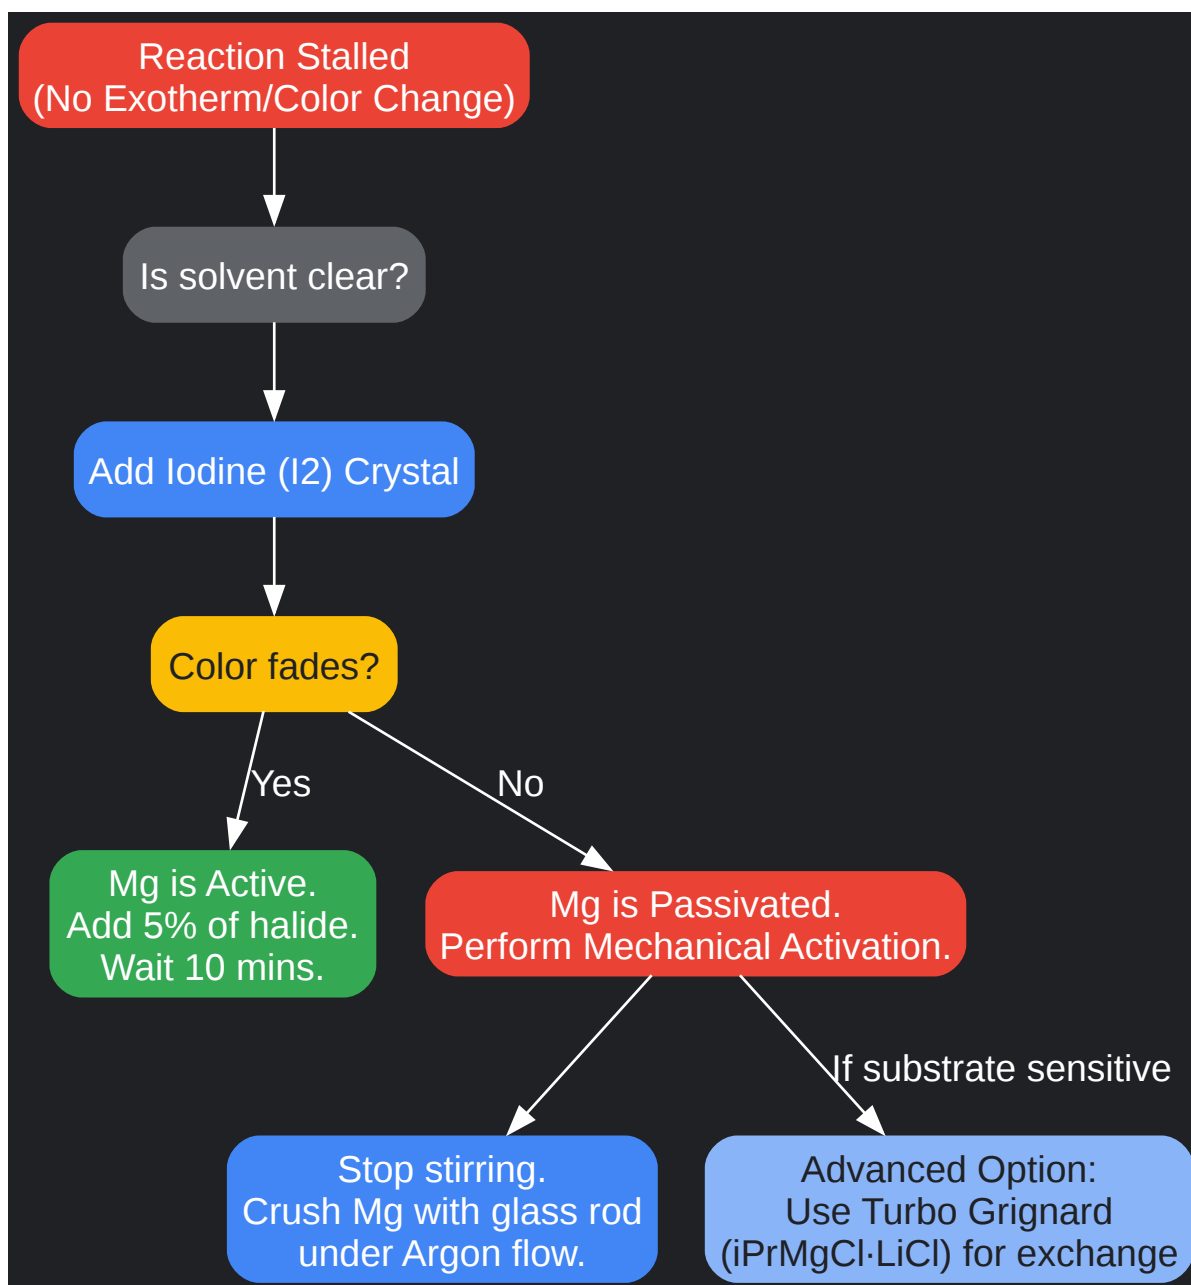 Reaction Stalled
(No Exotherm/Color Change)
Is solvent clear?
Add Iodine (I2) Crystal
Color fades?
Yes
No
Mg is Active.
Add 5% of halide.
Wait 10 mins.
Mg is Passivated.
Perform Mechanical Activation.
If substrate sensitive
Stop stirring.
Crush Mg with glass rod
under Argon flow.
Advanced Option:
Use Turbo Grignard
(iPrMgCl·LiCl) for exchange